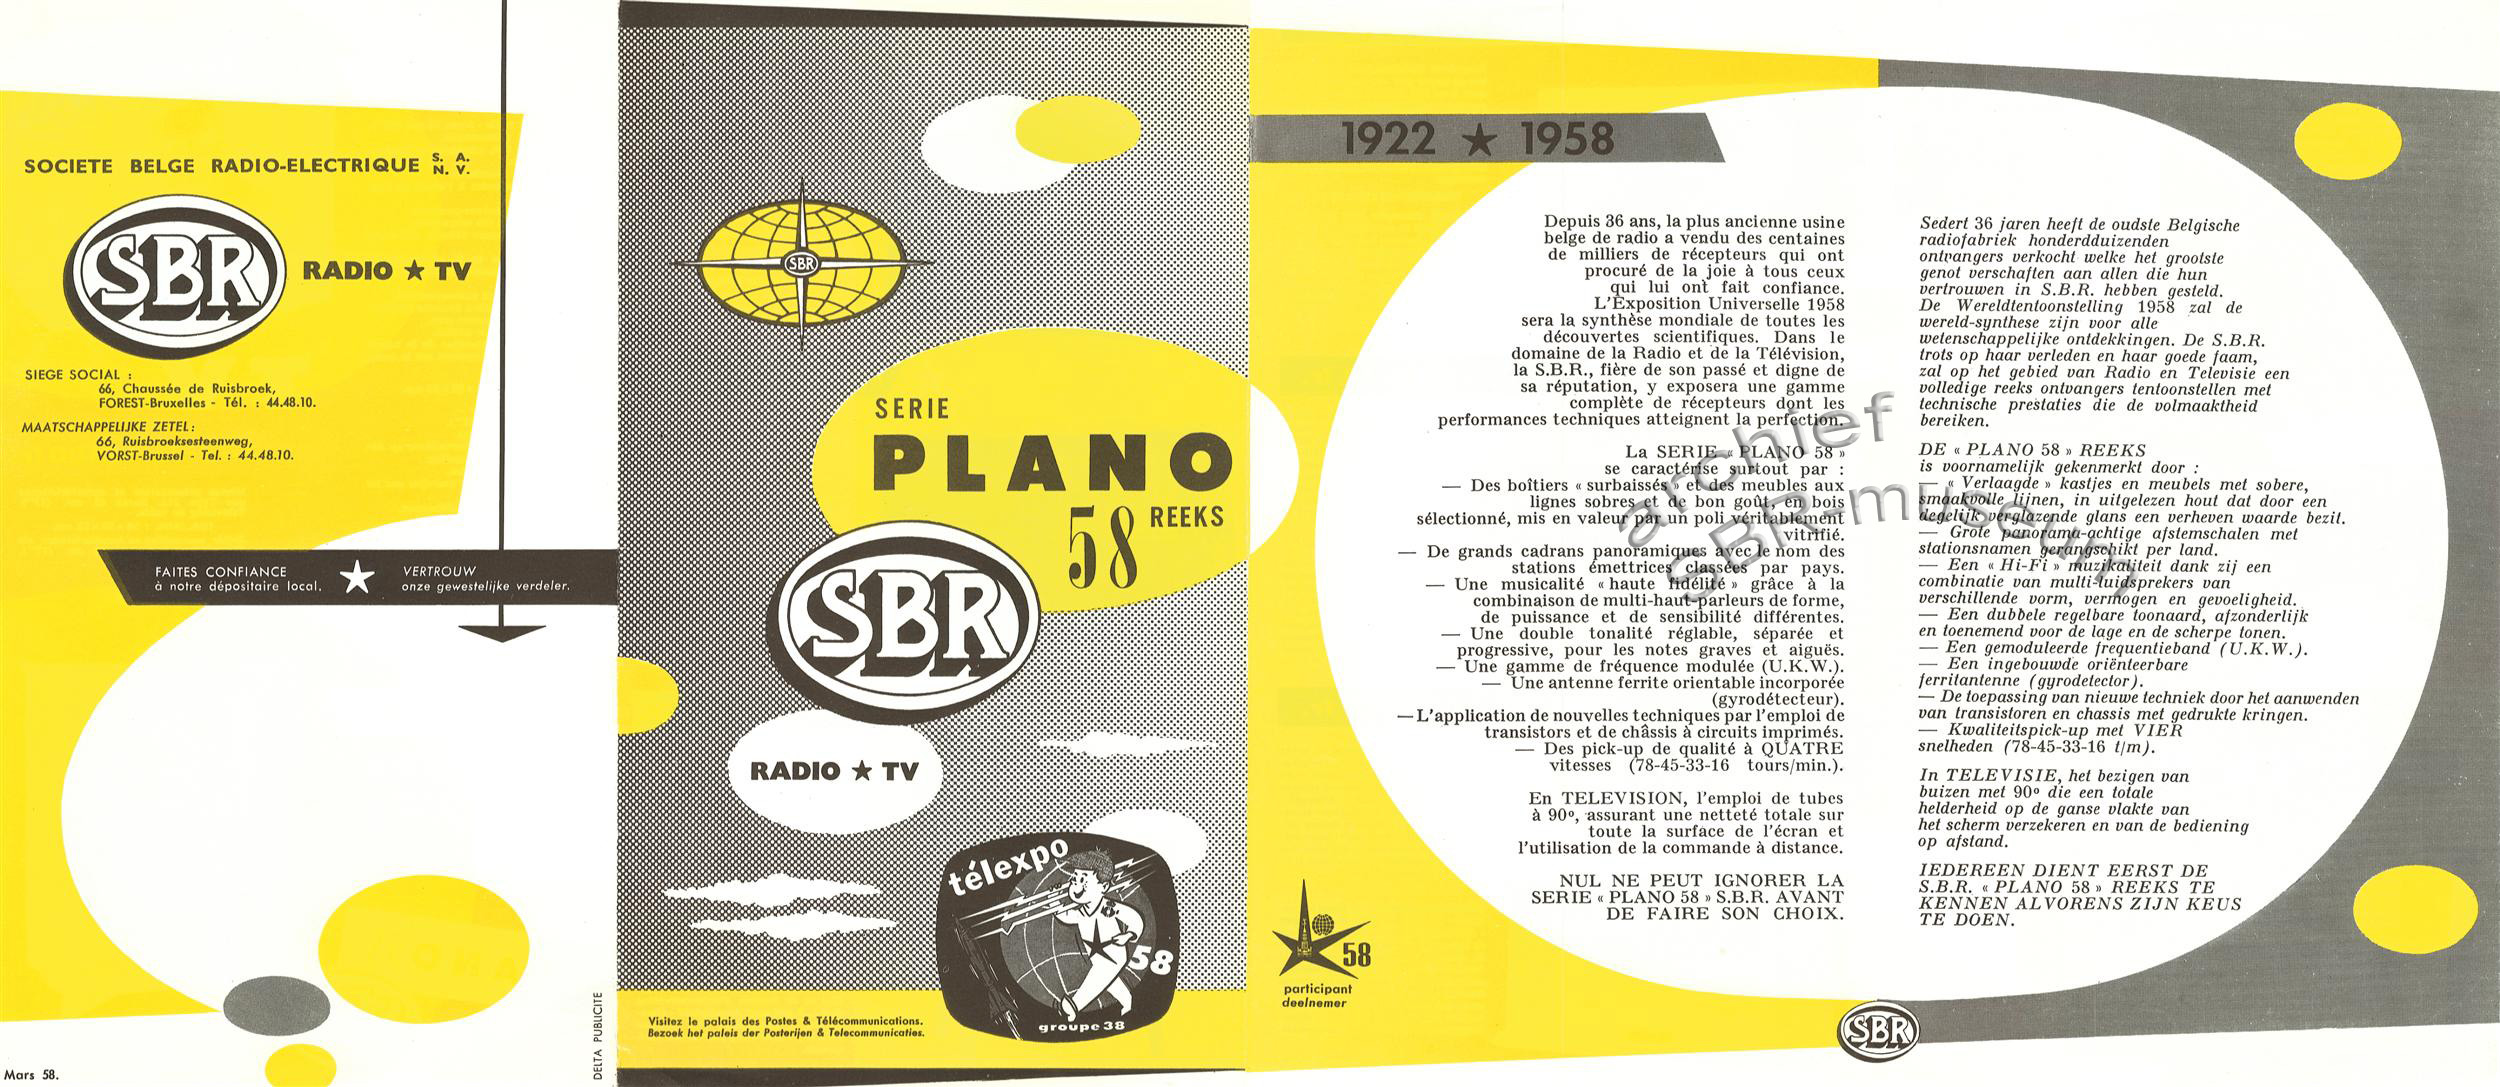 SOCIETE BELGE RADIO-ELECTRIQUE S. A.
N. V.
SBR
RADIO ★ TV
SIEGE SOCIAL :
66, Chaussée de Ruisbroek,
FOREST-Bruxelles - Tél. : 44.48.10.
MAATSCHAPPELIJKE ZETEL:
66, Ruisbroeksesteenweg,
VORST-Brussel - Tel. : 44.48.10.
FAITES CONFIANCE
à notre dépositaire local.
VERTROUW
onze gewestelijke verdeler.
Mars 58.
DELTA PUBLICITE
SBR
SERIE
PLANO
58 REEKS
SBR
RADIO ★ TV
télexpo
58
groupe 38
Visitez le palais des Postes & Télécommunications.
Bezoek het paleis der Posterijen & Telecommunicaties.
1922 ★ 1958
Depuis 36 ans, la plus ancienne usine
belge de radio a vendu des centaines
de milliers de récepteurs qui ont
procuré de la joie à tous ceux
qui lui ont fait confiance.
L'Exposition Universelle 1958
sera la synthèse mondiale de toutes les
découvertes scientifiques. Dans le
domaine de la Radio et de la Télévision,
la S.B.R., fière de son passé et digne de
sa réputation, y exposera une gamme
complète de récepteurs dont les
performances techniques atteignent la perfection.
La SERIE « PLANO 58 »
se caractérise surtout par :
— Des boîtiers « surbaissés » et des meubles aux
lignes sobres et de bon goût, en bois
sélectionné, mis en valeur par un poli véritablement
vitrifié.
— De grands cadrans panoramiques avec le nom des
stations émettrices classées par pays.
— Une musicalité « haute fidélité » grâce à la
combinaison de multi-haut-parleurs de forme,
de puissance et de sensibilité différentes.
— Une double tonalité réglable, séparée et
progressive, pour les notes graves et aiguës.
— Une gamme de fréquence modulée (U.K.W.).
— Une antenne ferrite orientable incorporée
(gyrodétecteur).
— L'application de nouvelles techniques par l'emploi de
transistors et de châssis à circuits imprimés.
— Des pick-up de qualité à QUATRE
vitesses (78-45-33-16 tours/min.).
En TELEVISION, l'emploi de tubes
à 90°, assurant une netteté totale sur
toute la surface de l'écran et
l'utilisation de la commande à distance.
NUL NE PEUT IGNORER LA
SERIE « PLANO 58 » S.B.R. AVANT
DE FAIRE SON CHOIX.
58
participant
deelnemer
Sedert 36 jaren heeft de oudste Belgische
radiofabriek honderdduizenden
ontvangers verkocht welke het grootste
genot verschaften aan allen die hun
vertrouwen in S.B.R. hebben gesteld.
De Wereldtentoonstelling 1958 zal de
wereld-synthese zijn voor alle
wetenschappelijke ontdekkingen. De S.B.R.
trots op haar verleden en haar goede faam,
zal op het gebied van Radio en Televisie een
volledige reeks ontvangers tentoonstellen met
technische prestaties die de volmaaktheid
bereiken.
DE « PLANO 58 » REEKS
is voornamelijk gekenmerkt door :
— « Verlaagde » kastjes en meubels met sobere,
smaakvolle lijnen, in uitgelezen hout dat door een
degelijk verglazende glans een verheven waarde bezit.
— Grote panorama-achtige afstemschalen met
stationsnamen gerangschikt per land.
— Een « Hi-Fi » muzikaliteit dank zij een
combinatie van multi-luidsprekers van
verschillende vorm, vermogen en gevoeligheid.
— Een dubbele regelbare toonaard, afzonderlijk
en toenemend voor de lage en de scherpe tonen.
— Een gemoduleerde frequentieband (U.K.W.).
— Een ingebouwde oriënteerbare
ferritantenne (gyrodetector).
— De toepassing van nieuwe techniek door het aanwenden
van transistoren en chassis met gedrukte kringen.
— Kwaliteitspick-up met VIER
snelheden (78-45-33-16 t/m).
In TELEVISIE, het bezigen van
buizen met 90° die een totale
helderheid op de ganse vlakte van
het scherm verzekeren en van de bediening
op afstand.
IEDEREEN DIENT EERST DE
S.B.R. « PLANO 58 » REEKS TE
KENNEN ALVORENS ZIJN KEUS
TE DOEN.
SBR
archief
SBR-museum